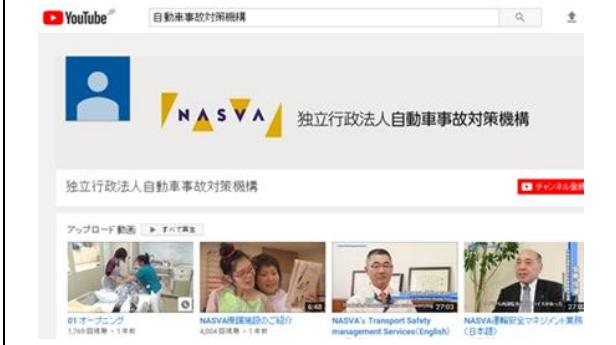 YouTube JP
自動車事故対策機構
NASVA 独立行政法人自動車事故対策機構
独立行政法人自動車事故対策機構
チャンネル登録
アップロード動画 ▶ すべて再生
6:48
27:03
01 オープニング
1,769 回視聴・1 年前
NASVA療護施設のご紹介
4,004 回視聴・1 年前
NASVA's Transport Safety
management Services(English)
NASVA運輸安全マネジメント業務
(日本語)